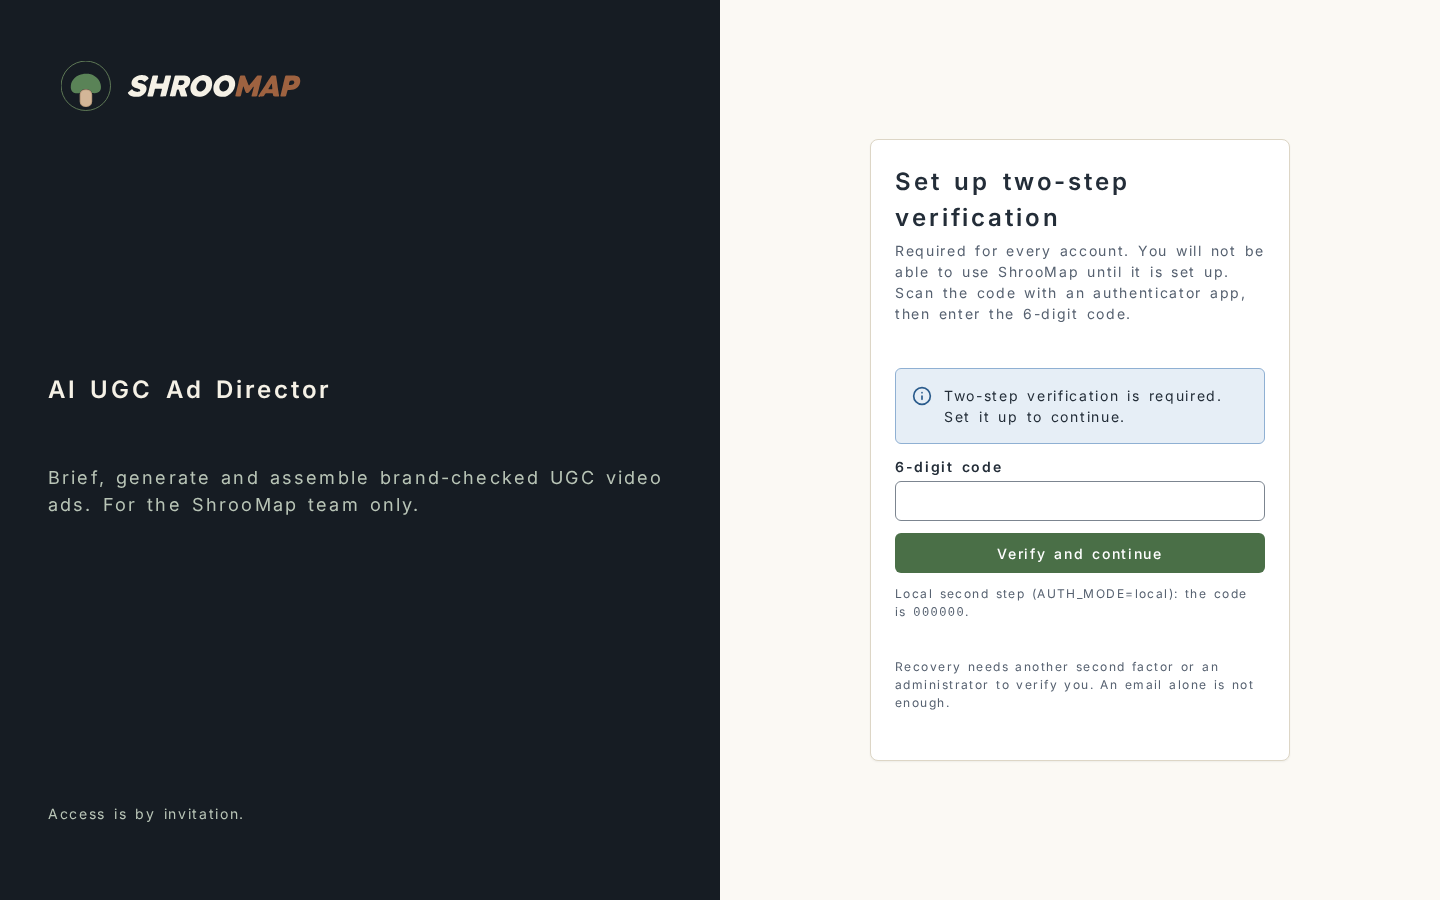 SHROOMAP
AI UGC Ad Director
Brief, generate and assemble brand-checked UGC video
ads. For the ShrooMap team only.
Access is by invitation.
Set up two-step
verification
Required for every account. You will not be
able to use ShrooMap until it is set up.
Scan the code with an authenticator app,
then enter the 6-digit code.
Two-step verification is required.
Set it up to continue.
6-digit code
Verify and continue
Local second step (AUTH_MODE=local): the code
is 000000.
Recovery needs another second factor or an
administrator to verify you. An email alone is not
enough.